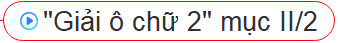 "Giải ô chữ 2" mục II/2